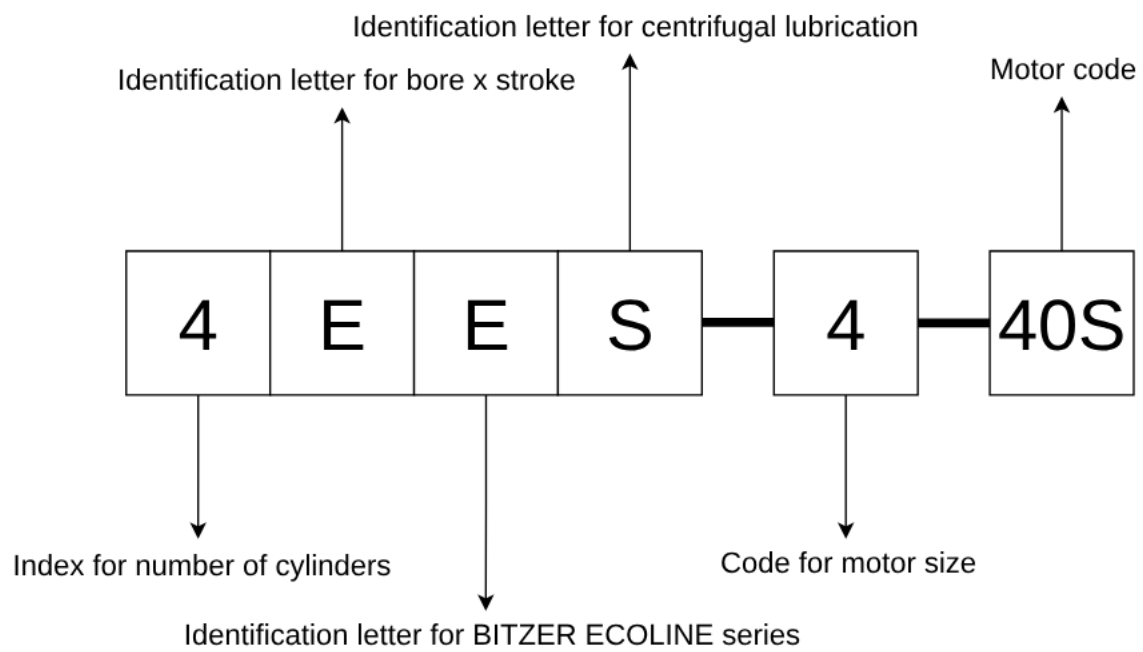 Identification letter for centrifugal lubrication
Identification letter for bore x stroke
Motor code
4 E E S 4 40S
Index for number of cylinders
Code for motor size
Identification letter for BITZER ECOLINE series